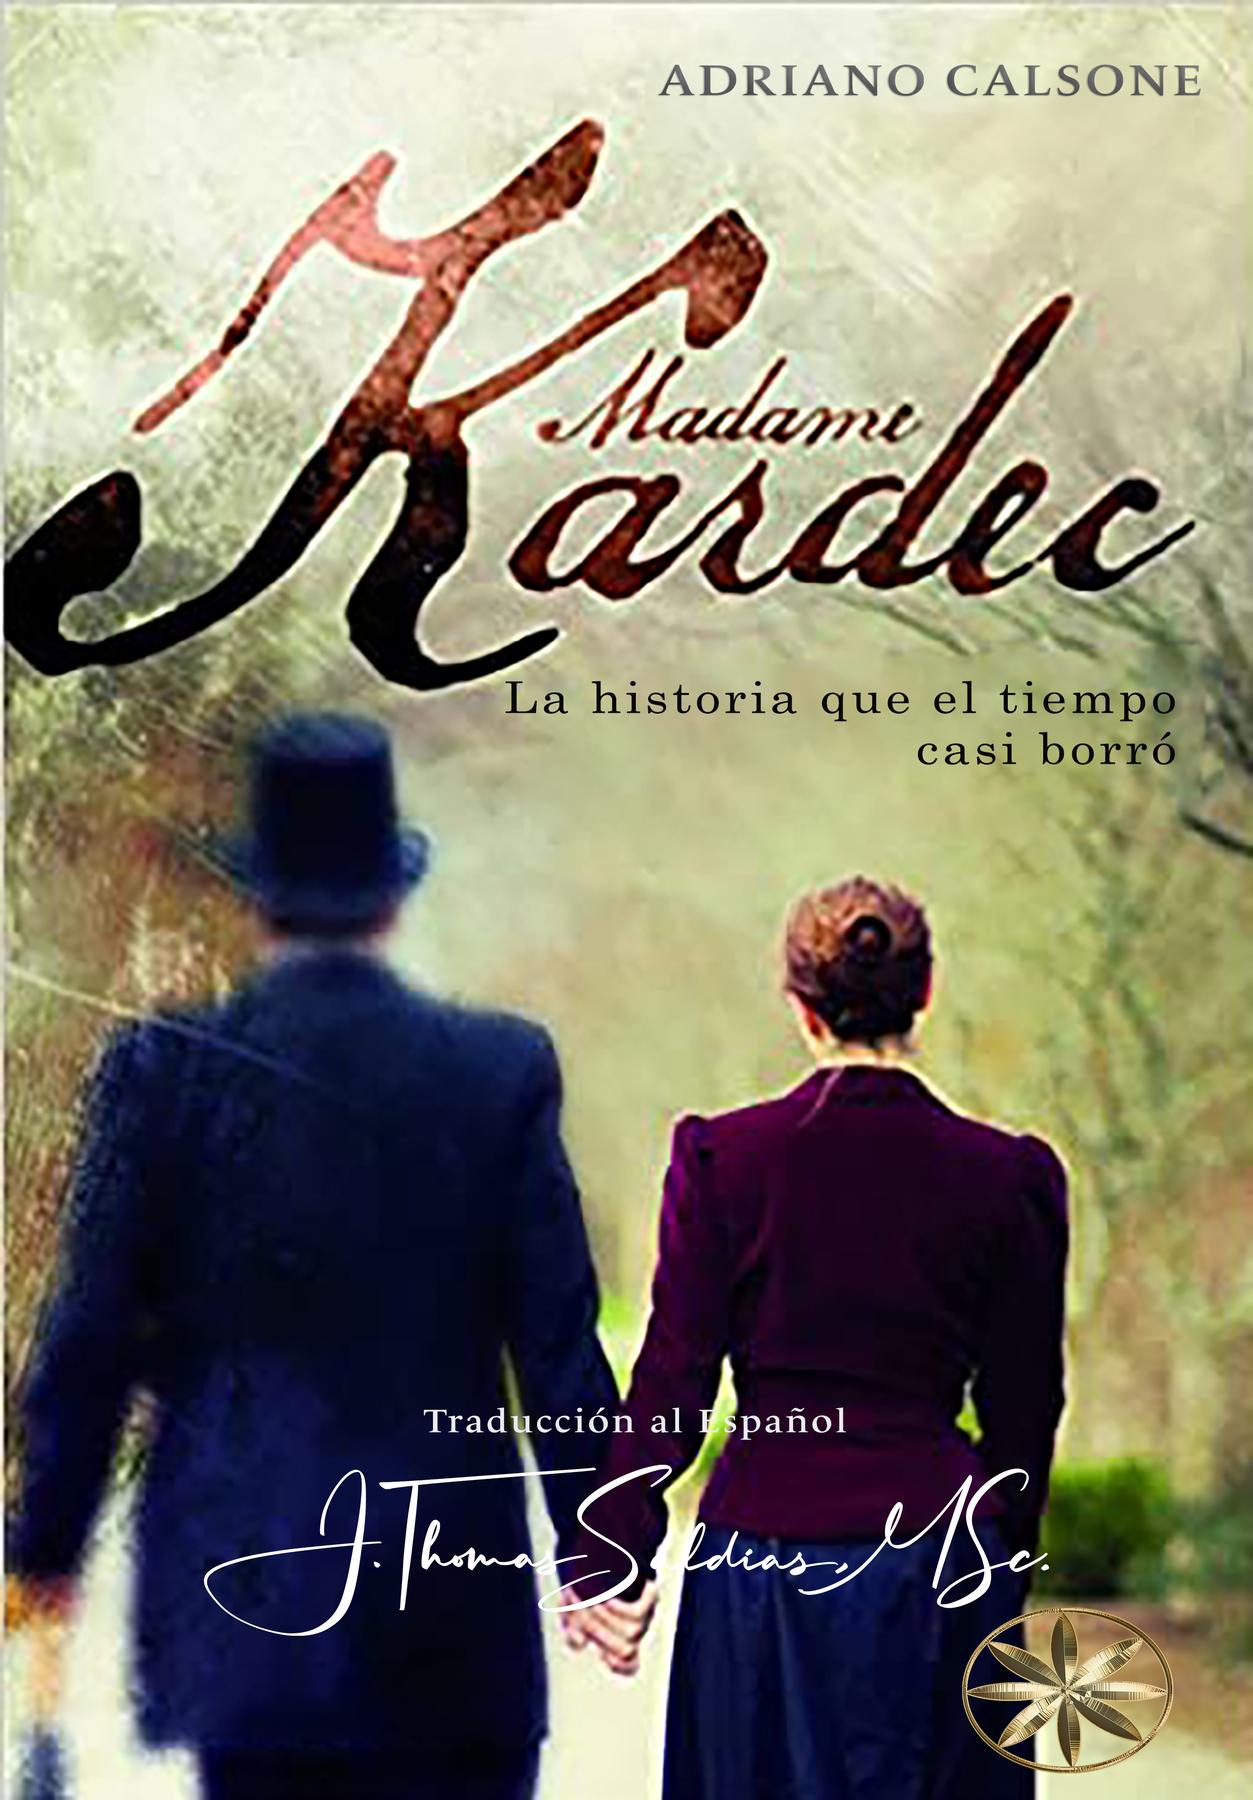 ADRIANO CALSONE
Madame
Kardec
La historia que el tiempo
casi borró
Traducción al Español
J. Thomas Saldias, MSc.